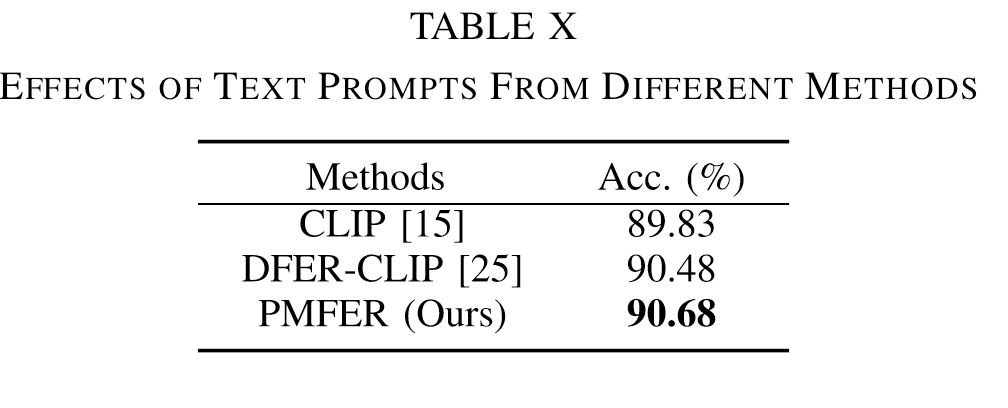 TABLE X
EFFECTS OF TEXT PROMPTS FROM DIFFERENT METHODS
Methods Acc. (%)
CLIP [15] 89.83
DFER-CLIP [25] 90.48
PMFER (Ours) 90.68